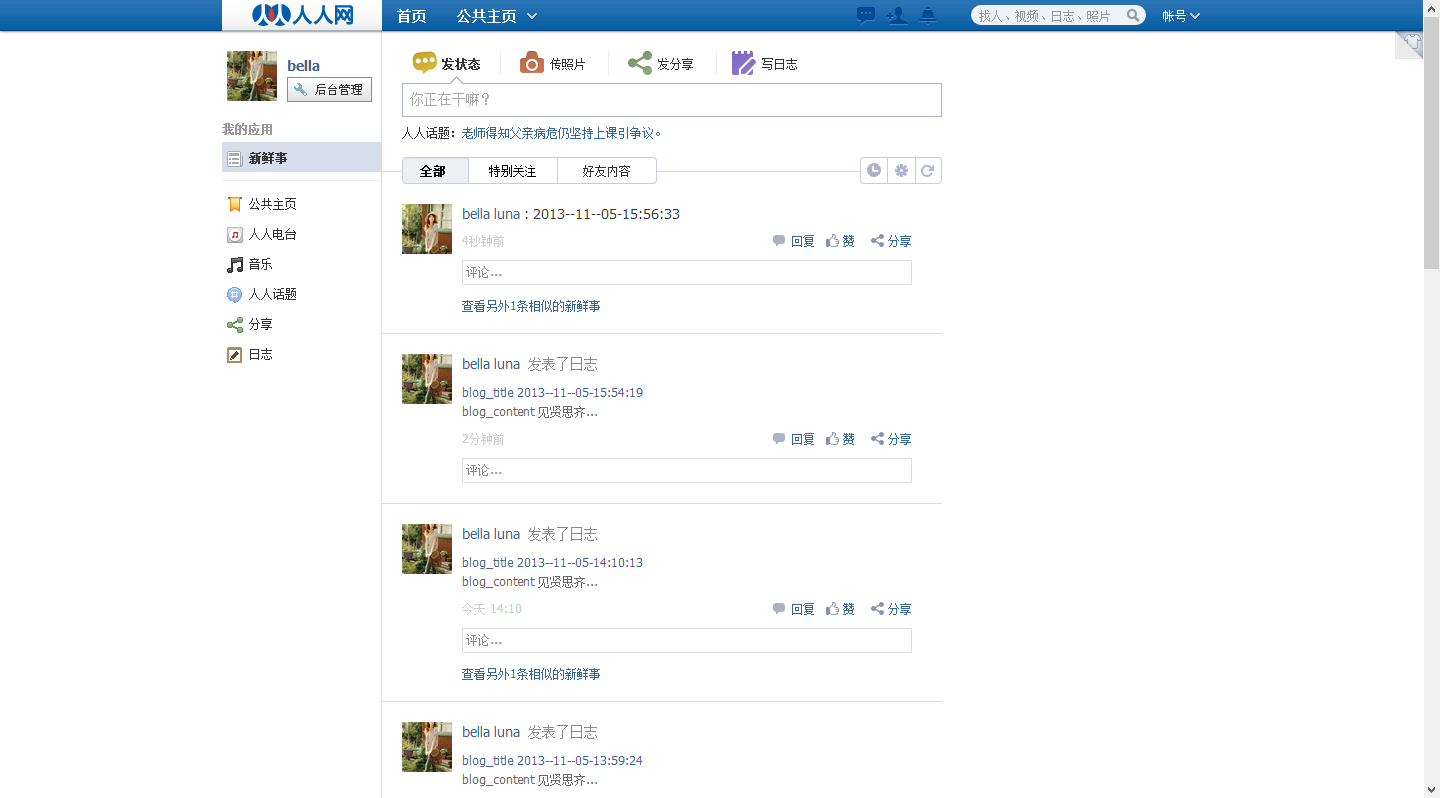 人人网
首页 公共主页
找人、视频、日志、照片
帐号
bella
后台管理
我的应用
新鲜事
公共主页
人人电台
音乐
人人话题
分享
日志
发状态 传照片 发分享 写日志
你正在干嘛？
人人话题：老师得知父亲病危仍坚持上课引争议。
全部 特别关注 好友内容
bella luna : 2013--11--05-15:56:33
4秒钟前 回复 赞 分享
评论...
查看另外1条相似的新鲜事
bella luna 发表了日志
blog_title 2013--11--05-15:54:19
blog_content 见贤思齐...
2分钟前 回复 赞 分享
评论...
bella luna 发表了日志
blog_title 2013--11--05-14:10:13
blog_content 见贤思齐...
今天 14:10 回复 赞 分享
评论...
查看另外1条相似的新鲜事
bella luna 发表了日志
blog_title 2013--11--05-13:59:24
blog_content 见贤思齐...